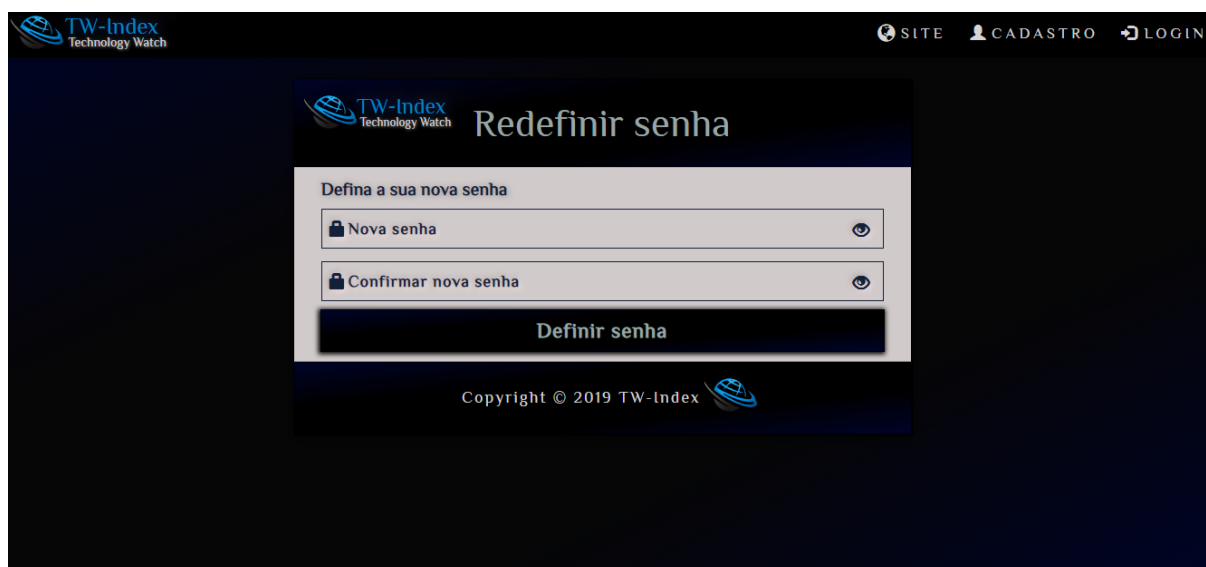 TW-Index
Technology Watch
SITE CADASTRO LOGIN
TW-Index
Technology Watch
Redefinir senha
Defina a sua nova senha
Nova senha
Confirmar nova senha
Definir senha
Copyright © 2019 TW-Index